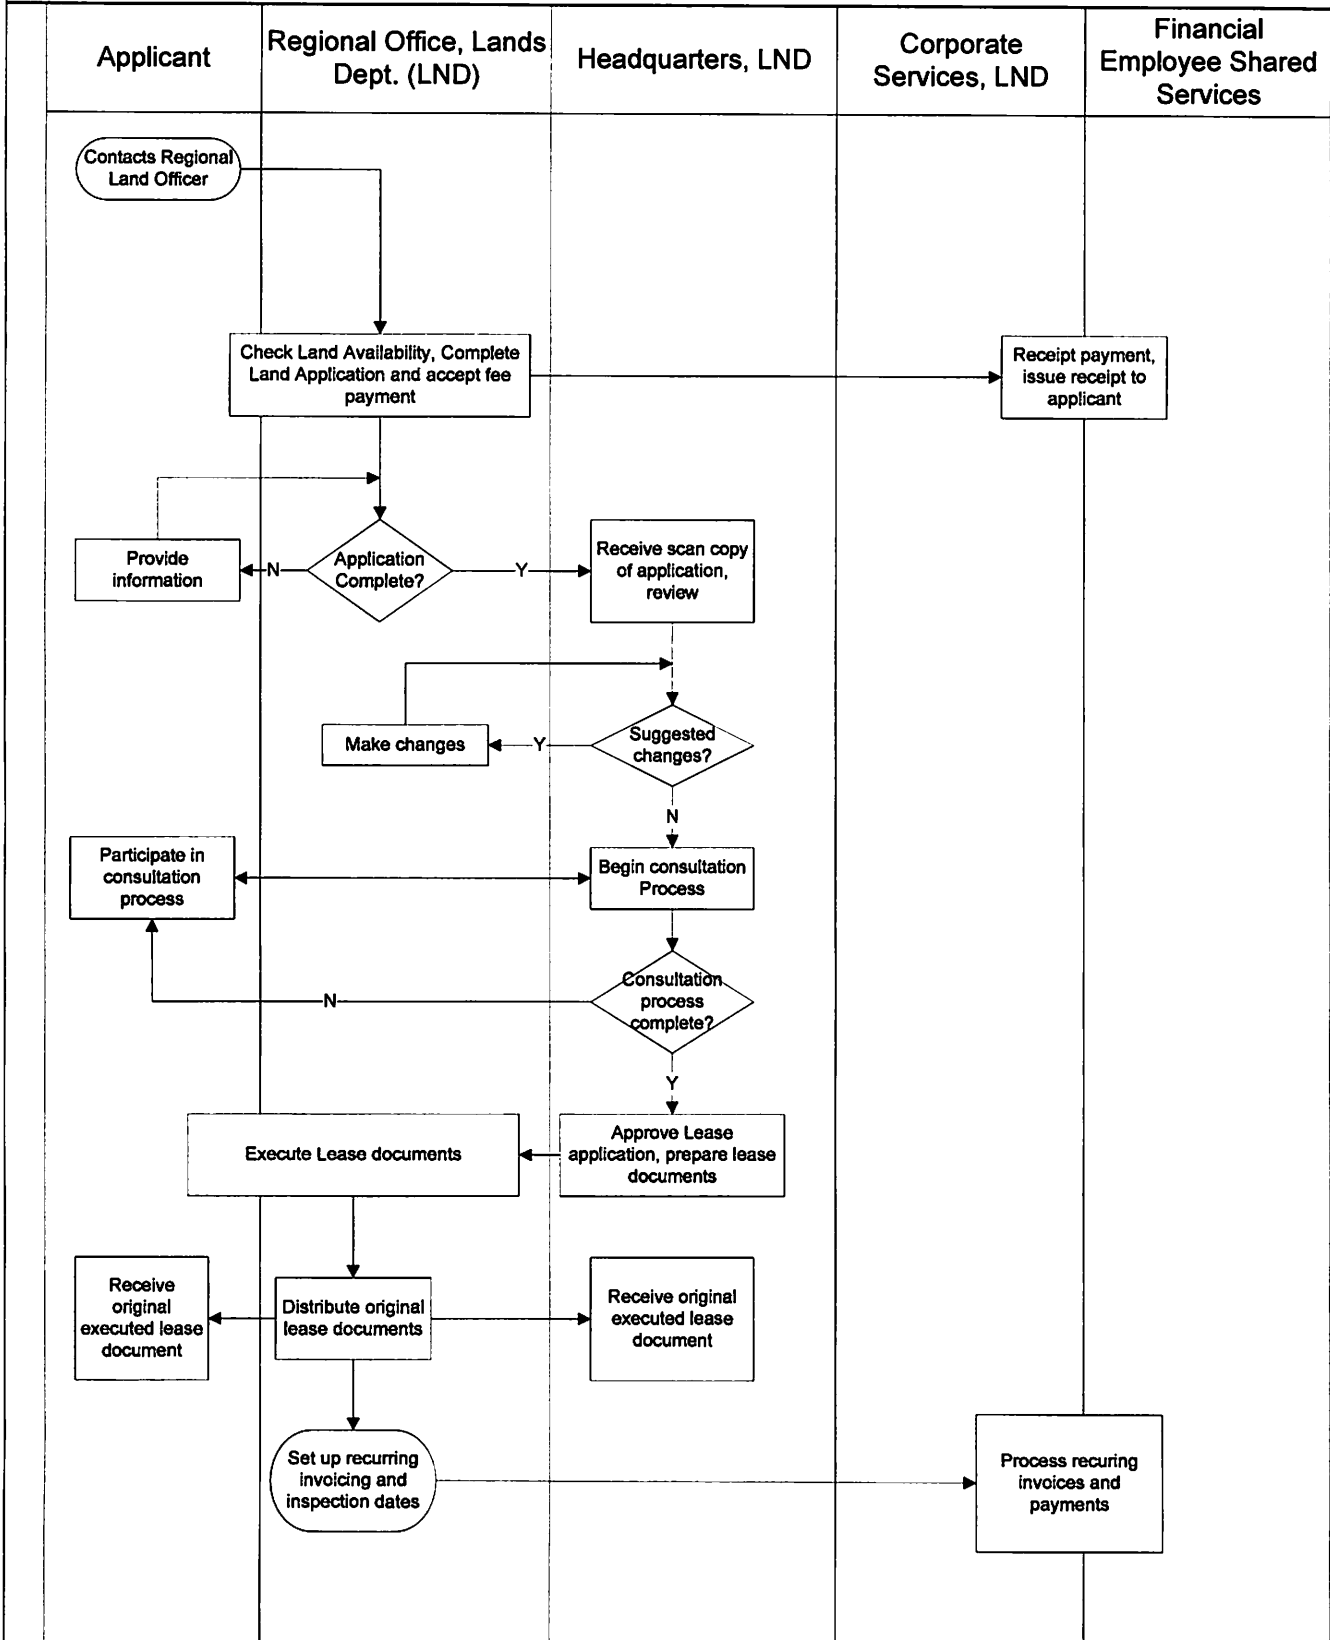 Applicant
Regional Office, Lands
Dept. (LND)
Headquarters, LND
Corporate
Services, LND
Financial
Employee Shared
Services
Contacts Regional
Land Officer
Check Land Availability, Complete
Land Application and accept fee
payment
Receipt payment,
issue receipt to
applicant
Provide
information
N
Application
Complete?
Y
Receive scan copy
of application,
review
Make changes
Y
Suggested
changes?
N
Participate in
consultation
process
Begin consultation
Process
N
Consultation
process
complete?
Y
Execute Lease documents
Approve Lease
application, prepare lease
documents
Receive
original
executed lease
document
Distribute original
lease documents
Receive original
executed lease
document
Set up recurring
invoicing and
inspection dates
Process recuring
invoices and
payments